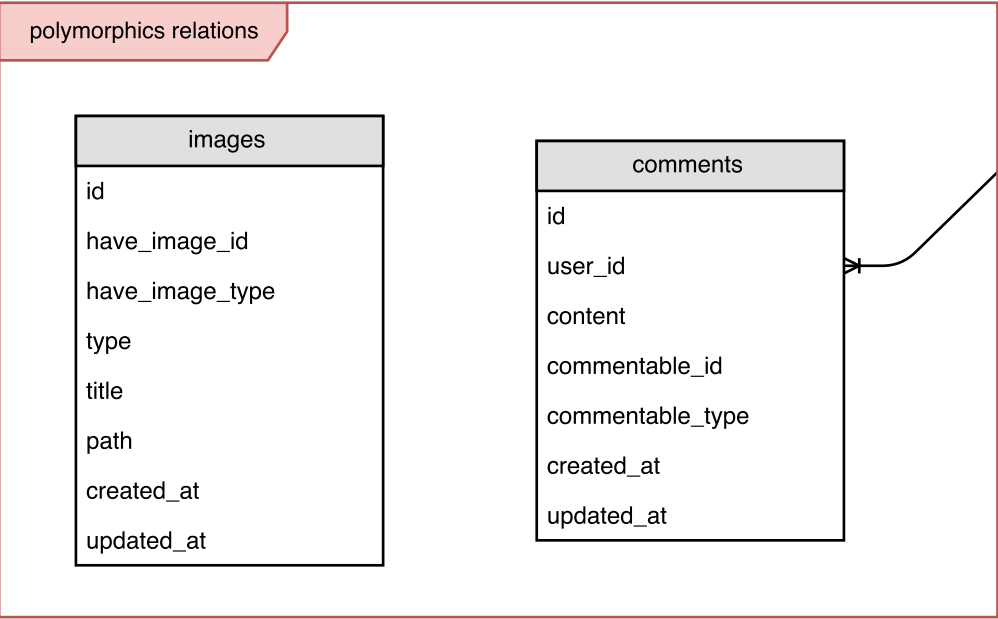 polymorphics relations
images
id
have_image_id
have_image_type
type
title
path
created_at
updated_at
comments
id
user_id
content
commentable_id
commentable_type
created_at
updated_at